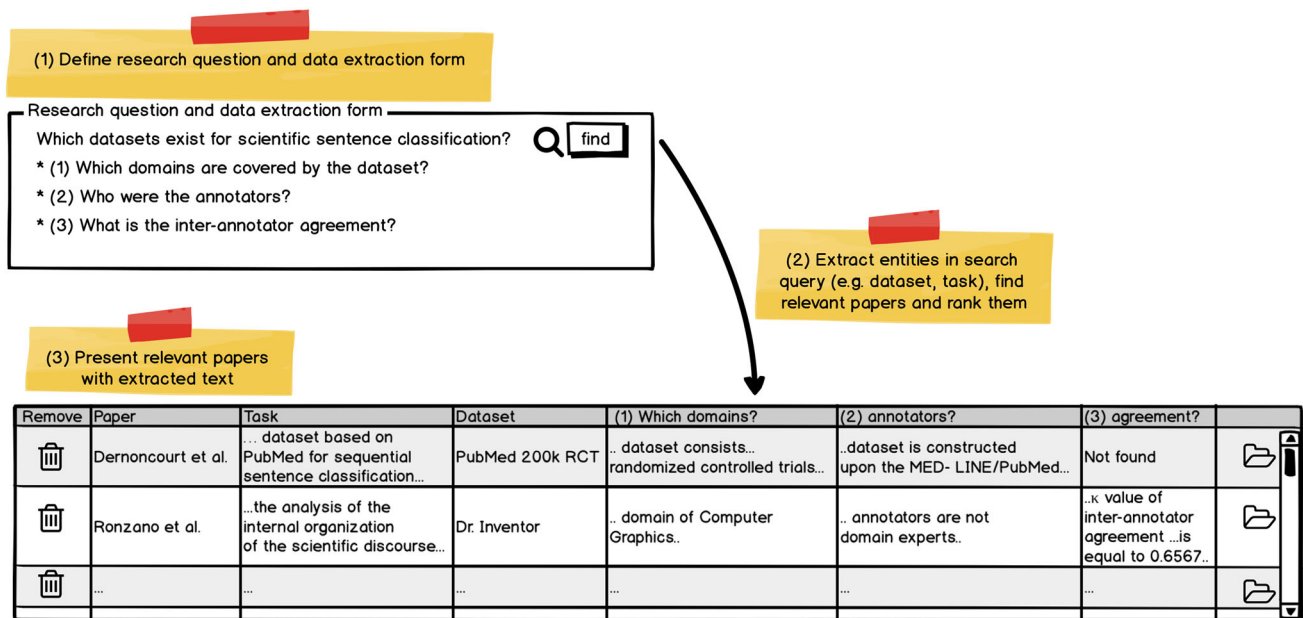 (1) Define research question and data extraction form
Research question and data extraction form
Which datasets exist for scientific sentence classification?
find
* (1) Which domains are covered by the dataset?
* (2) Who were the annotators?
* (3) What is the inter-annotator agreement?
(2) Extract entities in search
query (e.g. dataset, task), find
relevant papers and rank them
(3) Present relevant papers
with extracted text
Remove
Paper
Task
Dataset
(1) Which domains?
(2) annotators?
(3) agreement?
Dernoncourt et al.
... dataset based on
PubMed for sequential
sentence classification...
PubMed 200k RCT
.. dataset consists...
randomized controlled trials...
..dataset is constructed
upon the MED- LINE/PubMed...
Not found
Ronzano et al.
...the analysis of the
internal organization
of the scientific discourse...
Dr. Inventor
.. domain of Computer
Graphics..
.. annotators are not
domain experts..
..κ value of
inter-annotator
agreement ...is
equal to 0.6567..
...
...
...
...
...
...